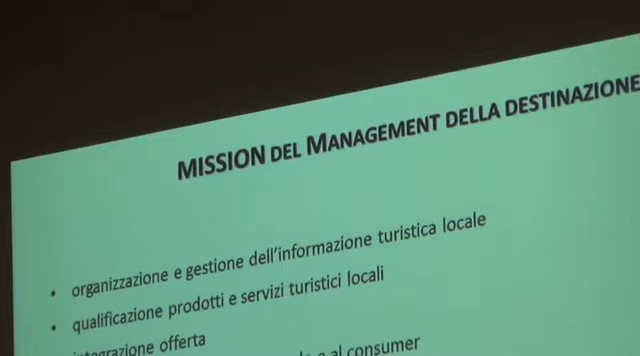 MISSION DEL MANAGEMENT DELLA DESTINAZIONE
• organizzazione e gestione dell'informazione turistica locale
• qualificazione prodotti e servizi turistici locali
integrazione offerta
e al consumer